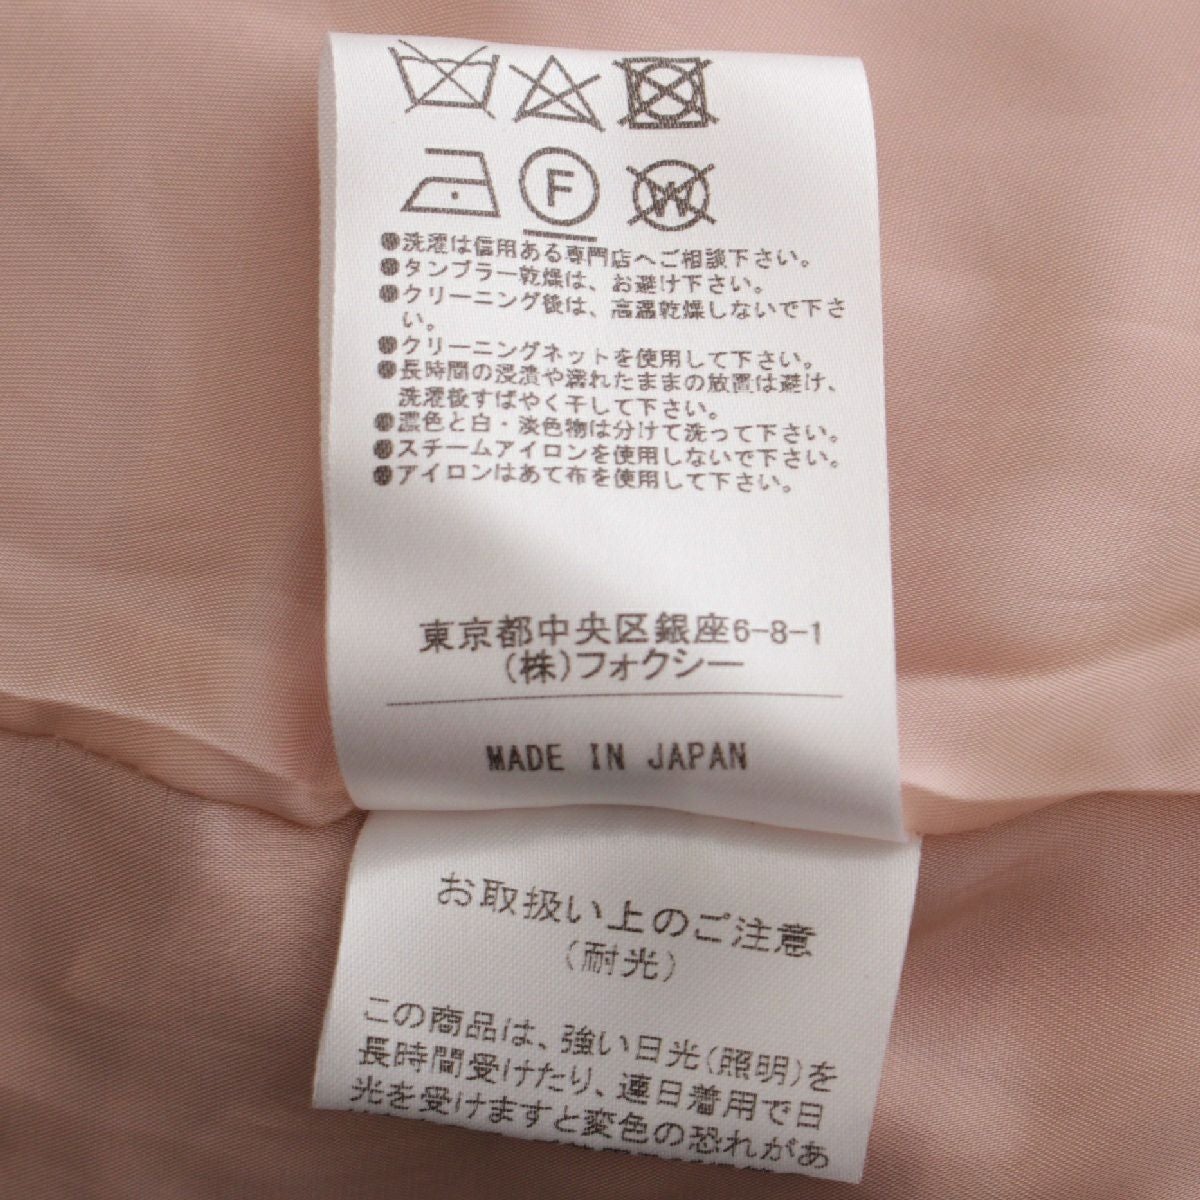 F
W
●洗濯は信用ある専門店へご相談下さい。
●タンブラー乾燥は、お避け下さい。
●クリーニング後は、高温乾燥しないで下さ
い。
●クリーニングネットを使用して下さい。
●長時間の浸漬や濡れたままの放置は避け、
洗濯後すばやく干して下さい。
●濃色と白・淡色物は分けて洗って下さい。
●スチームアイロンを使用しないで下さい。
●アイロンはあて布を使用して下さい。
東京都中央区銀座6-8-1
(株)フォクシー
MADE IN JAPAN
お取扱い上のご注意
(耐光)
この商品は、強い日光(照明)を
長時間受けたり、連日着用で日
光を受けますと変色の恐れがあ